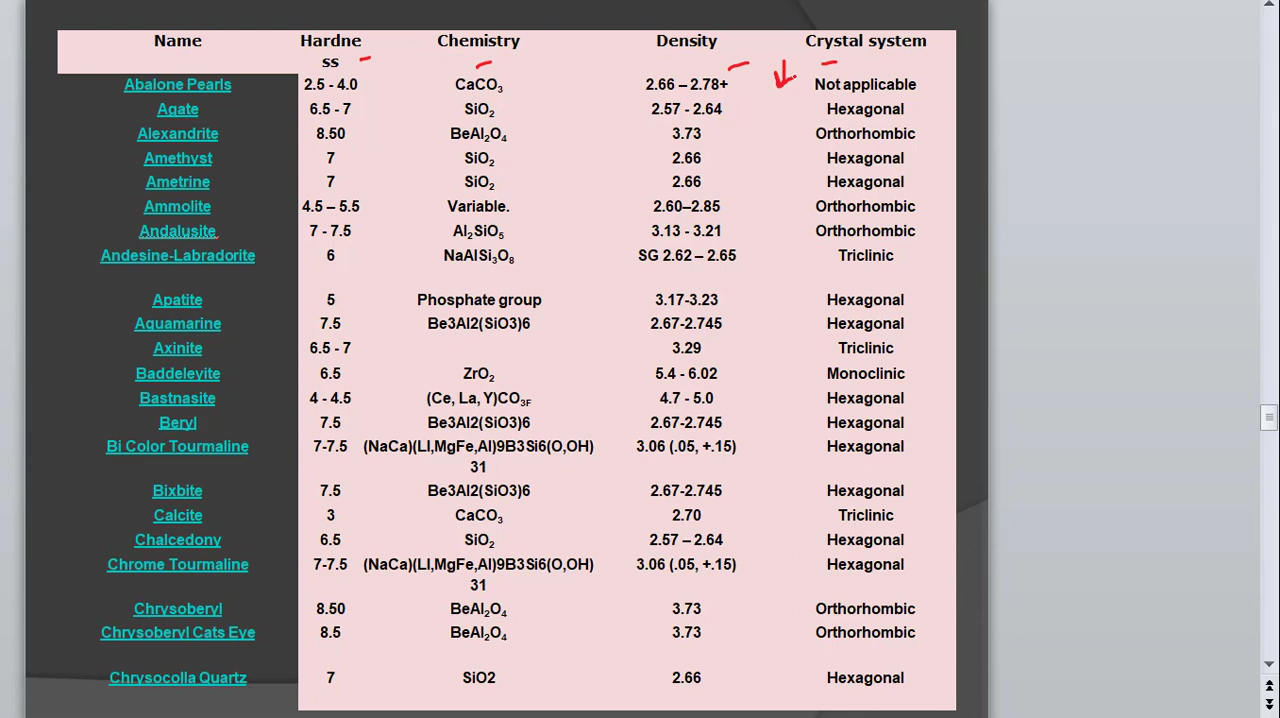 Name Hardne Chemistry Density Crystal system
ss
Abalone Pearls 2.5 - 4.0 CaCO₃ 2.66 – 2.78+ Not applicable
Agate 6.5 - 7 SiO₂ 2.57 - 2.64 Hexagonal
Alexandrite 8.50 BeAl₂O₄ 3.73 Orthorhombic
Amethyst 7 SiO₂ 2.66 Hexagonal
Ametrine 7 SiO₂ 2.66 Hexagonal
Ammolite 4.5 – 5.5 Variable. 2.60–2.85 Orthorhombic
Andalusite 7 - 7.5 Al₂SiO₅ 3.13 - 3.21 Orthorhombic
Andesine-Labradorite 6 NaAlSi₃O₈ SG 2.62 – 2.65 Triclinic
Apatite 5 Phosphate group 3.17-3.23 Hexagonal
Aquamarine 7.5 Be3Al2(SiO3)6 2.67-2.745 Hexagonal
Axinite 6.5 - 7 3.29 Triclinic
Baddeleyite 6.5 ZrO₂ 5.4 - 6.02 Monoclinic
Bastnasite 4 - 4.5 (Ce, La, Y)CO₃F 4.7 - 5.0 Hexagonal
Beryl 7.5 Be3Al2(SiO3)6 2.67-2.745 Hexagonal
Bi Color Tourmaline 7-7.5 (NaCa)(LI,MgFe,Al)9B3Si6(O,OH) 3.06 (.05, +.15) Hexagonal
31
Bixbite 7.5 Be3Al2(SiO3)6 2.67-2.745 Hexagonal
Calcite 3 CaCO₃ 2.70 Triclinic
Chalcedony 6.5 SiO₂ 2.57 – 2.64 Hexagonal
Chrome Tourmaline 7-7.5 (NaCa)(LI,MgFe,Al)9B3Si6(O,OH) 3.06 (.05, +.15) Hexagonal
31
Chrysoberyl 8.50 BeAl₂O₄ 3.73 Orthorhombic
Chrysoberyl Cats Eye 8.5 BeAl₂O₄ 3.73 Orthorhombic
Chrysocolla Quartz 7 SiO2 2.66 Hexagonal